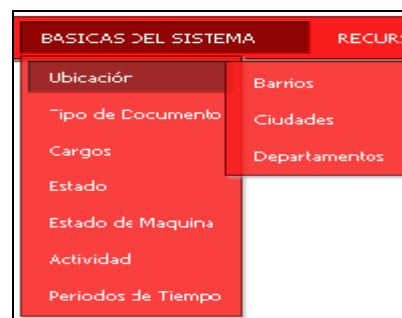 BASICAS DEL SISTEMA RECURS
Ubicación
Tipo de Documento
Cargos
Estado
Estado de Maquina
Actividad
Periodos de Tiempo
Barrios
Ciudades
Departamentos